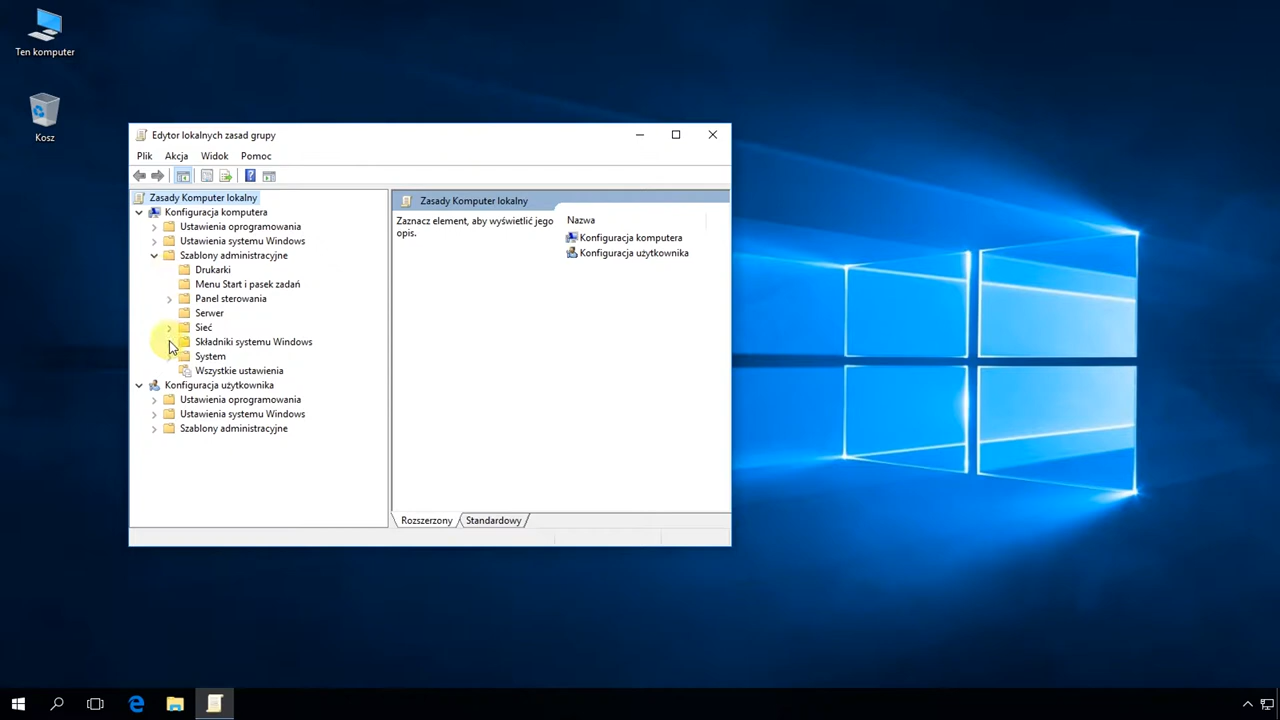 Ten komputer
Kosz
Edytor lokalnych zasad grupy
Plik Akcja Widok Pomoc
Zasady Komputer lokalny
Konfiguracja komputera
Ustawienia oprogramowania
Ustawienia systemu Windows
Szablony administracyjne
Drukarki
Menu Start i pasek zadań
Panel sterowania
Serwer
Sieć
Składniki systemu Windows
System
Wszystkie ustawienia
Konfiguracja użytkownika
Ustawienia oprogramowania
Ustawienia systemu Windows
Szablony administracyjne
Zasady Komputer lokalny
Zaznacz element, aby wyświetlić jego
opis.
Nazwa
Konfiguracja komputera
Konfiguracja użytkownika
Rozszerzony Standardowy